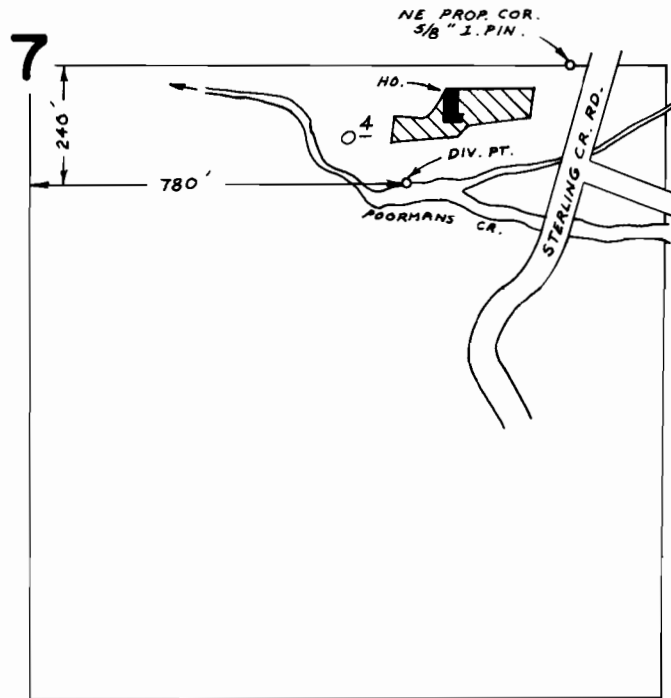 NE PROP. COR.
5/8" I. PIN.
7
HO.
240'
4
DIV. PT.
780'
POORMANS CR.
STERLING CR. RD.